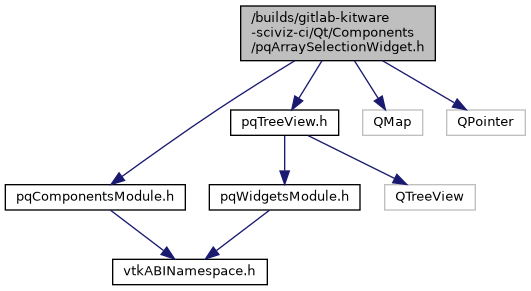 /builds/gitlab-kitware
-sciviz-ci/Qt/Components
/pqArraySelectionWidget.h
pqTreeView.h
QMap
QPointer
pqComponentsModule.h
pqWidgetsModule.h
QTreeView
vtkABINamespace.h